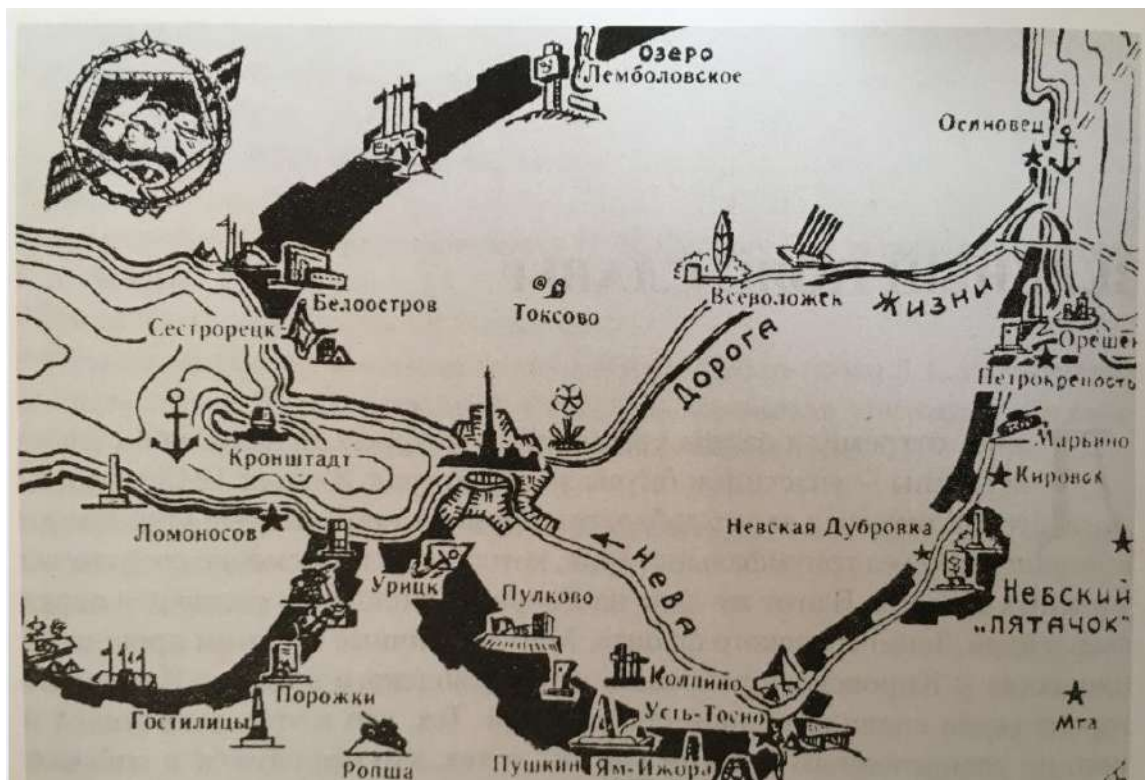 Озеро
Лемболовское
Осиновец
Белоостров
Токсово
Всеволожск
Жизни
Сестрорецк
Дорога
Орешек
Петрокрепость
Кронштадт
Марьино
Кировск
Ломоносов
Невская Дубровка
Нева
Урицк
Пулково
Невский
„Пятачок"
Колпино
Порожки
Гостилицы
Усть-Тосно
Мга
Ропша
Пушкин
Ям-Ижора